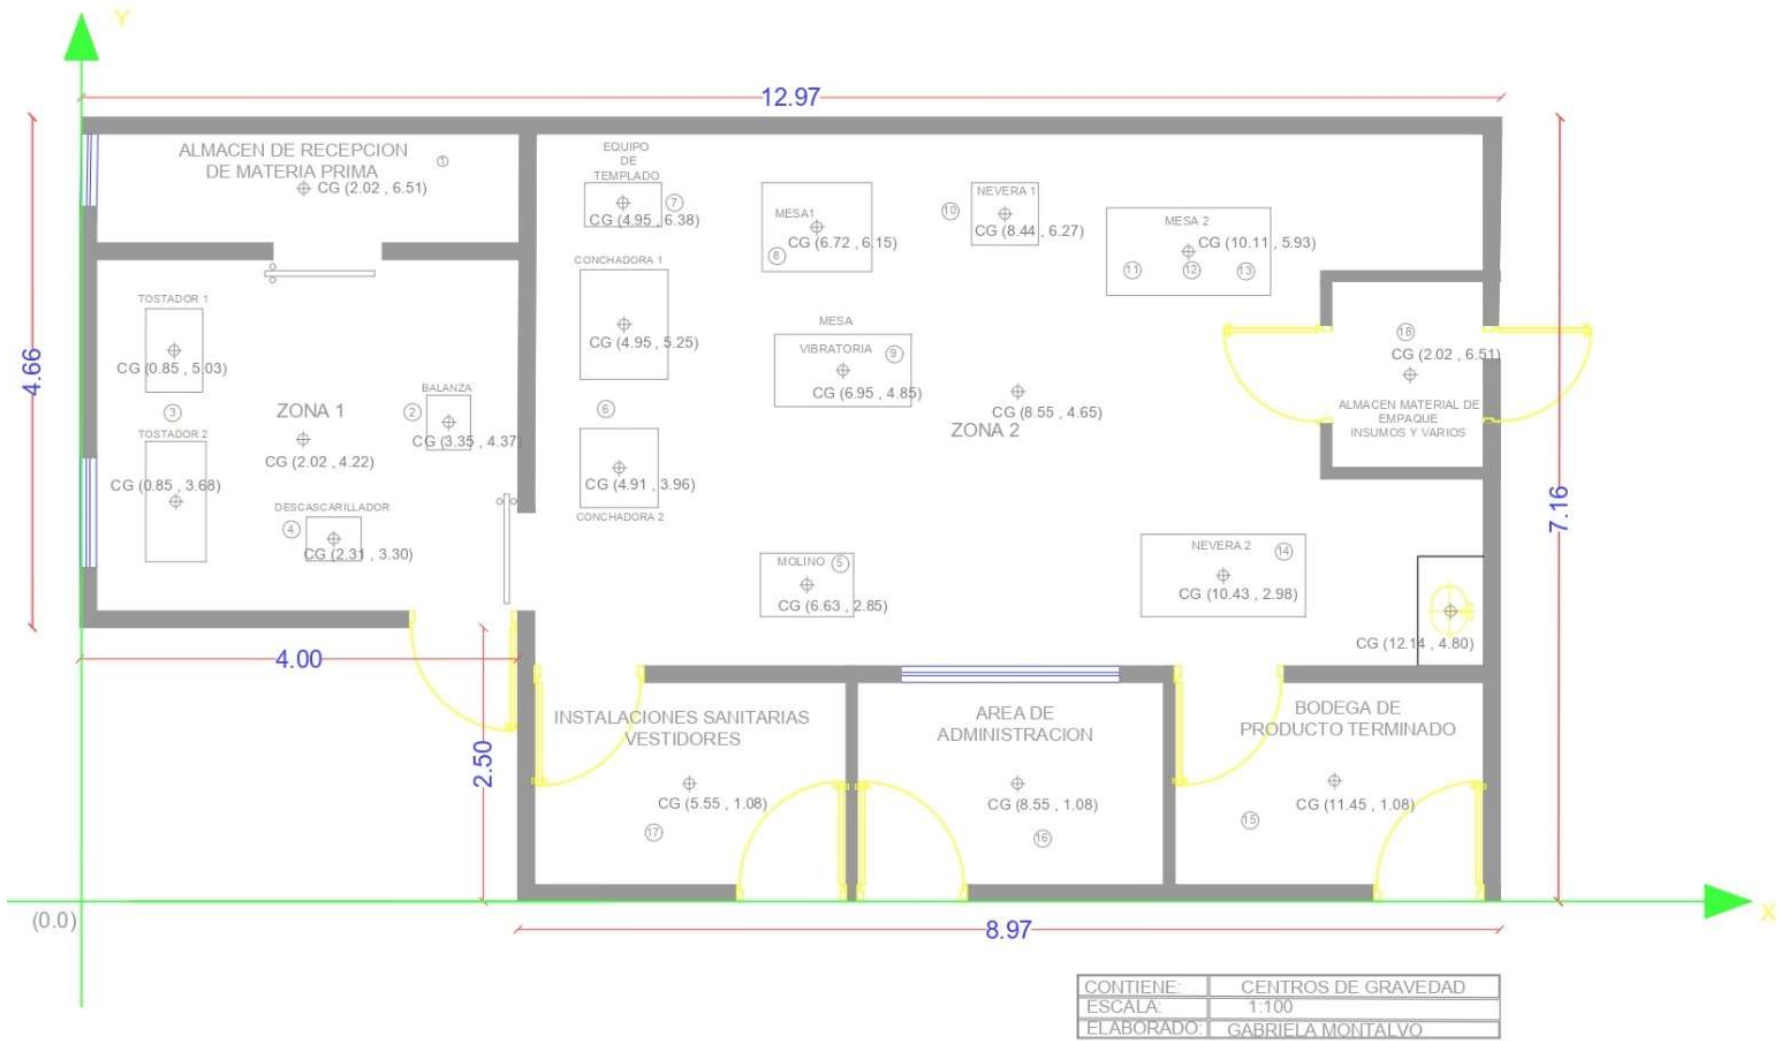 Y
12.97
ALMACEN DE RECEPCION
DE MATERIA PRIMA
1
CG (2.02 , 6.51)
EQUIPO
DE
TEMPLADO
7
CG (4.95 , 6.38)
MESA1
CG (6.72 , 6.15)
8
10
NEVERA 1
CG (8.44 , 6.27)
MESA 2
CG (10.11 , 5.93)
11
12
13
CONCHADORA 1
CG (4.95 , 5.25)
TOSTADOR 1
CG (0.85 , 5.03)
MESA
VIBRATORIA
9
CG (6.95 , 4.85)
18
CG (2.02 , 6.51)
ALMACEN MATERIAL DE
EMPAQUE
INSUMOS Y VARIOS
4.66
3
ZONA 1
CG (2.02 , 4.22)
BALANZA
2
CG (3.35 , 4.37)
6
CG (8.55 , 4.65)
ZONA 2
TOSTADOR 2
CG (0.85 , 3.68)
CG (4.91 , 3.96)
CONCHADORA 2
DESCASCARILLADOR
4
CG (2.31 , 3.30)
7.16
MOLINO
5
CG (6.63 , 2.85)
NEVERA 2
14
CG (10.43 , 2.98)
CG (12.14 , 4.80)
4.00
2.50
INSTALACIONES SANITARIAS
VESTIDORES
CG (5.55 , 1.08)
17
AREA DE
ADMINISTRACION
CG (8.55 , 1.08)
16
BODEGA DE
PRODUCTO TERMINADO
CG (11.45 , 1.08)
15
(0.0)
X
8.97
CONTIENE: CENTROS DE GRAVEDAD
ESCALA: 1:100
ELABORADO: GABRIELA MONTALVO